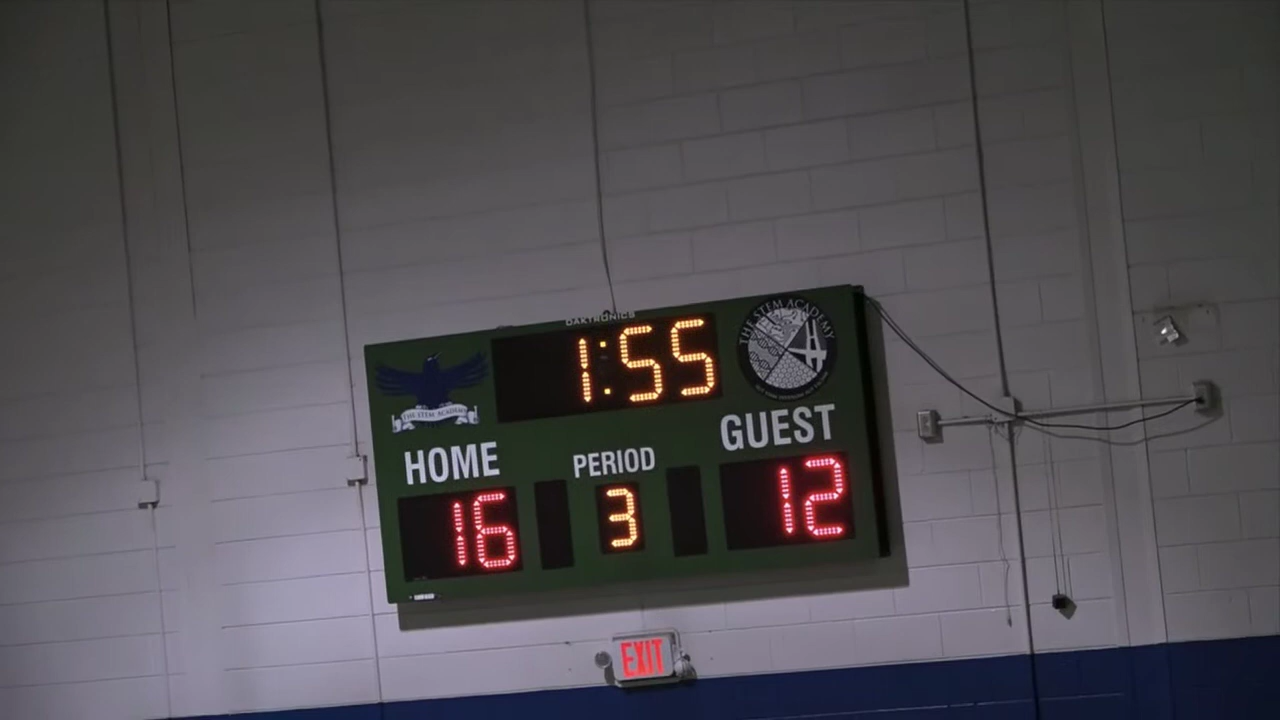 DAKTRONICS
1:55
THE STEM ACADEMY
THE STEM ACADEMY
HOME
PERIOD
GUEST
16
3
12
EXIT